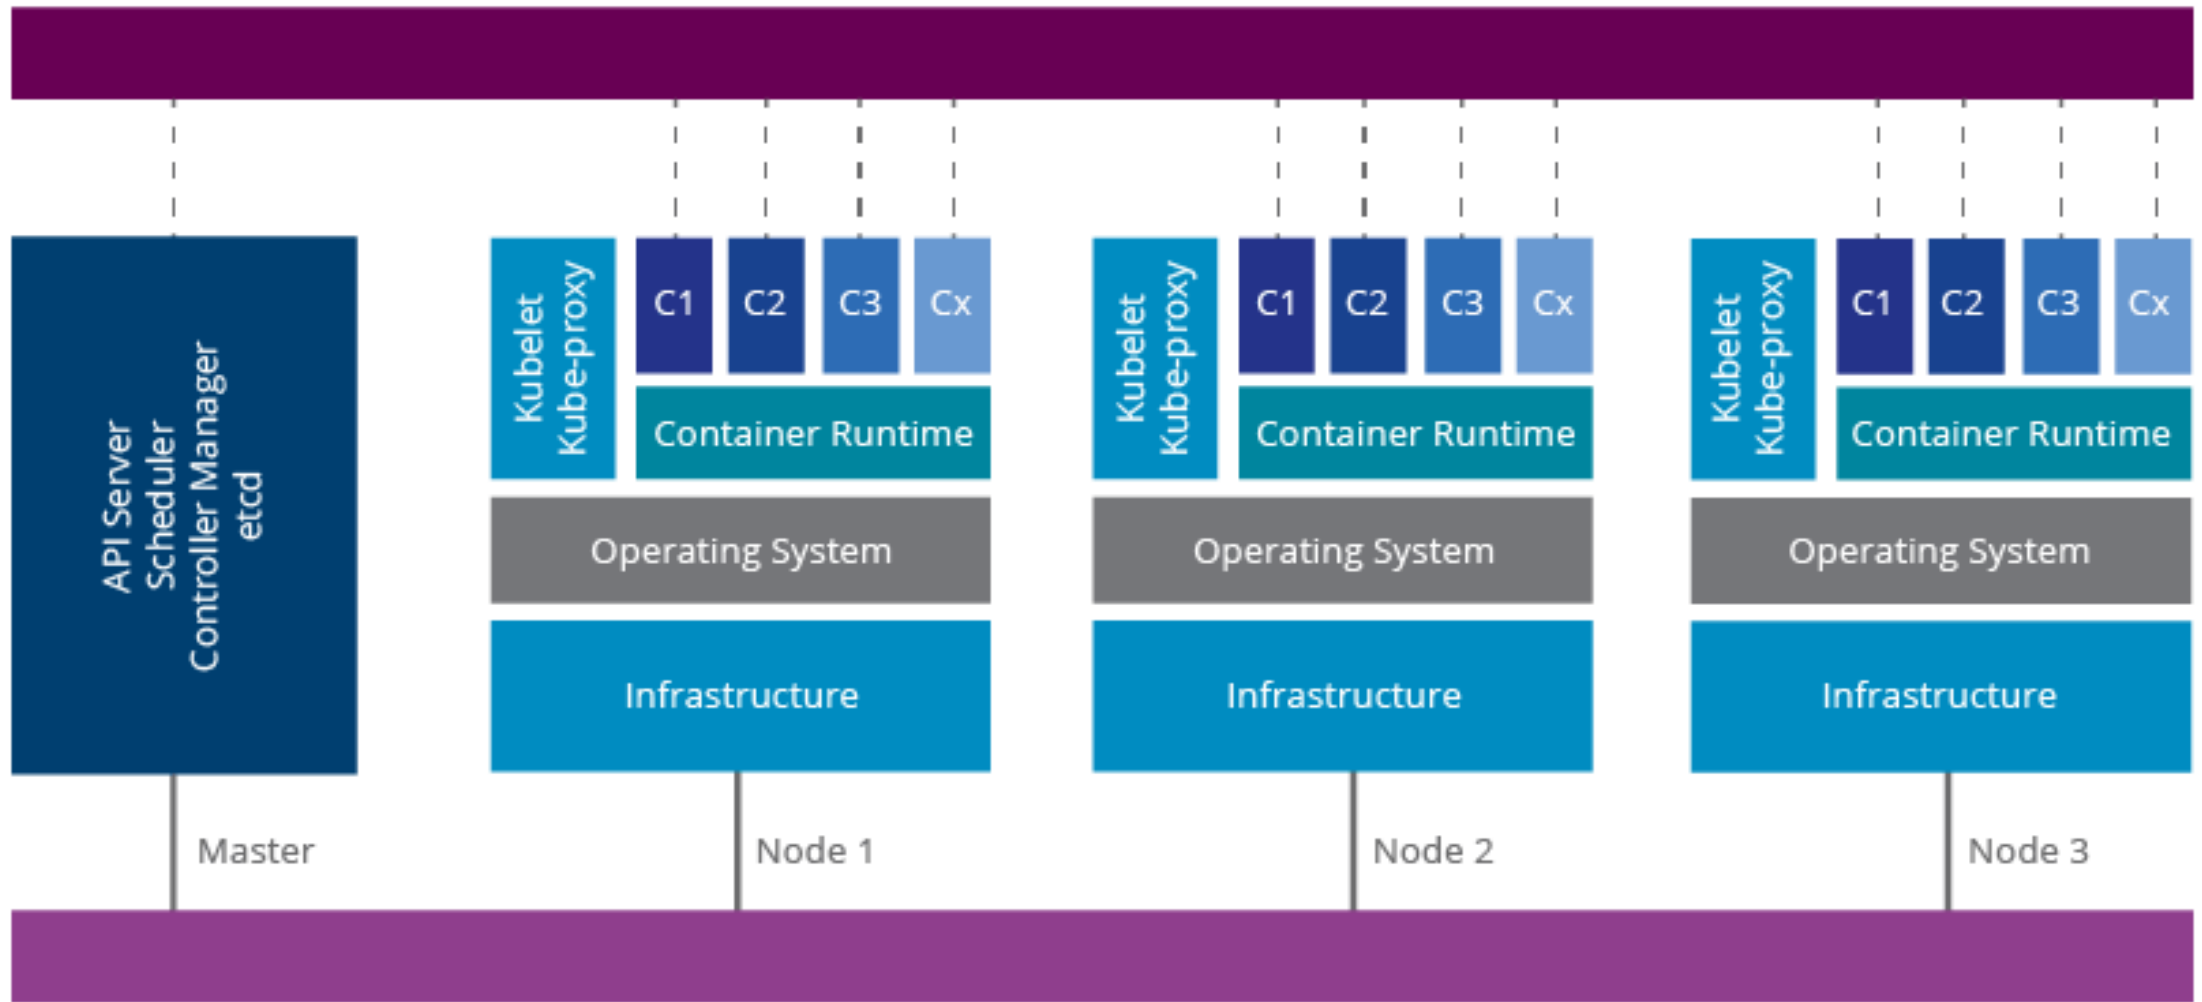 API Server
Scheduler
Controller Manager
etcd
Master
Kubelet
Kube-proxy
C1
C2
C3
Cx
Container Runtime
Operating System
Infrastructure
Node 1
Kubelet
Kube-proxy
C1
C2
C3
Cx
Container Runtime
Operating System
Infrastructure
Node 2
Kubelet
Kube-proxy
C1
C2
C3
Cx
Container Runtime
Operating System
Infrastructure
Node 3